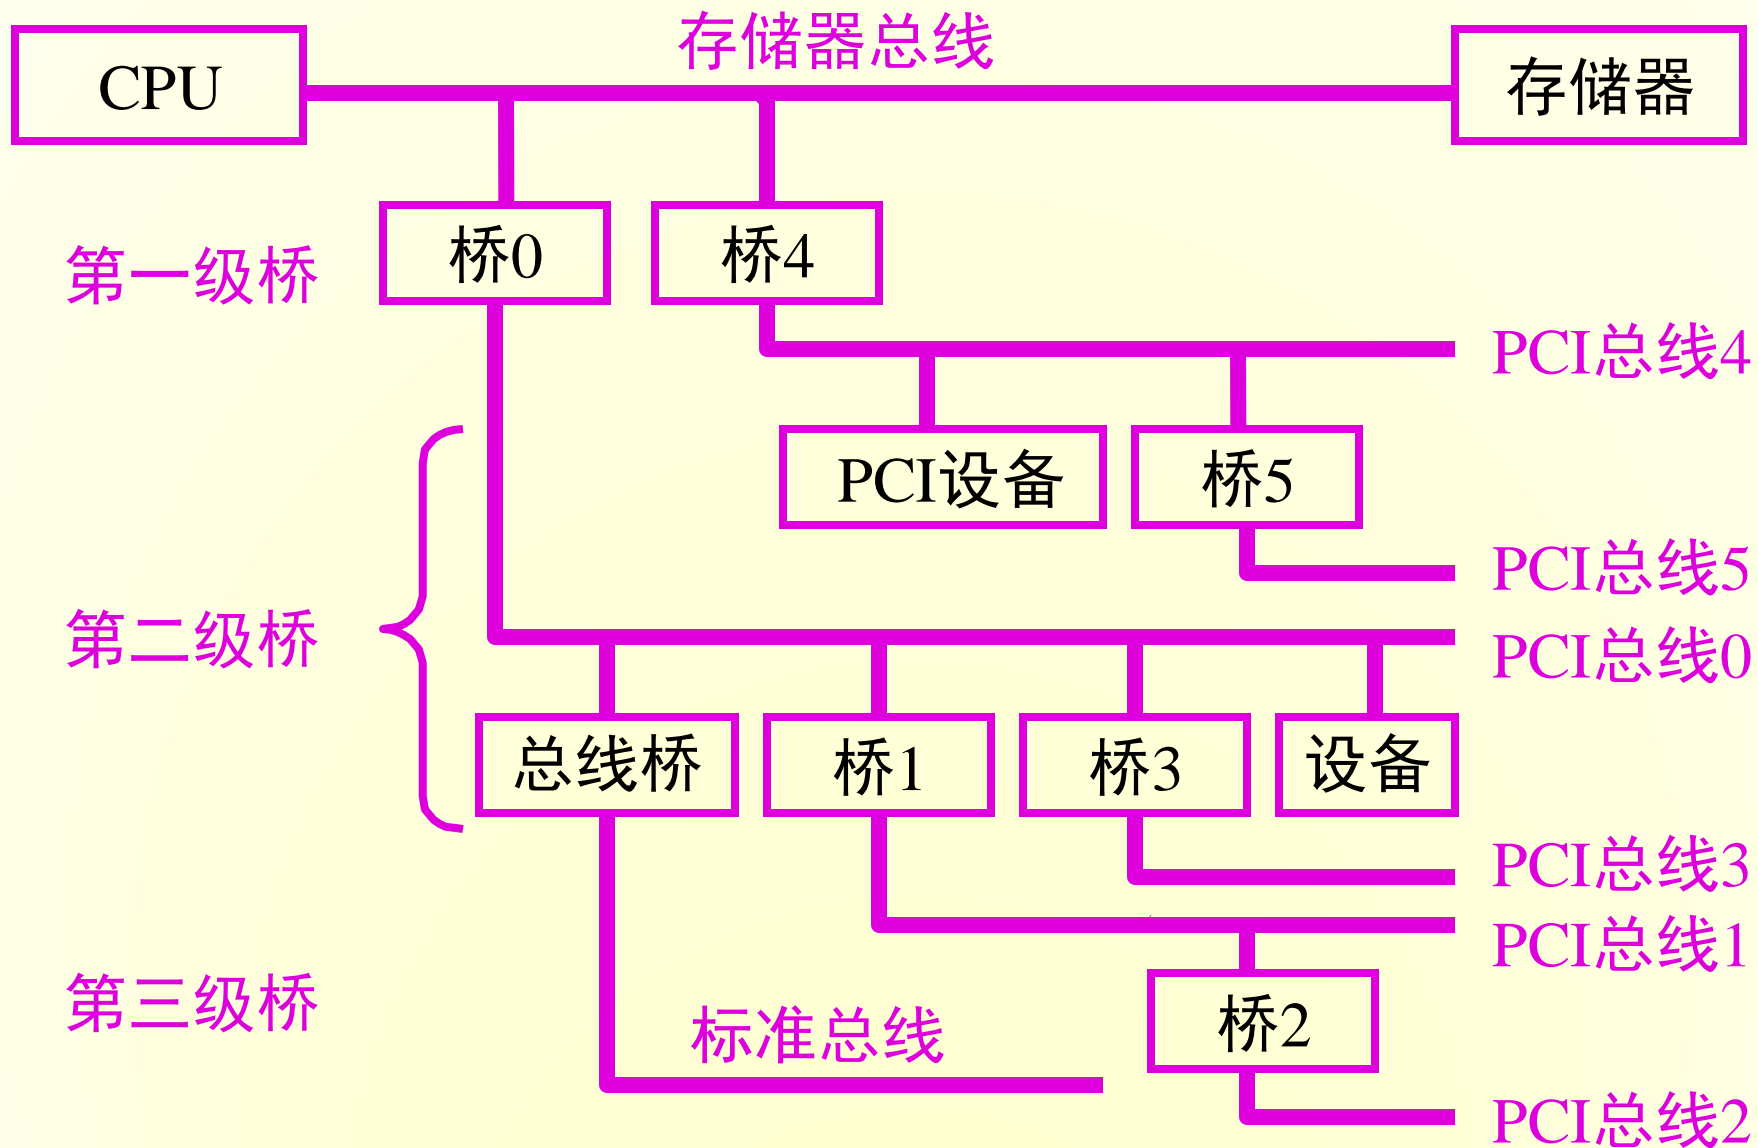 存储器总线
CPU
存储器
桥0
桥4
第一级桥
PCI总线4
PCI设备
桥5
PCI总线5
第二级桥
PCI总线0
总线桥
桥1
桥3
设备
PCI总线3
PCI总线1
第三级桥
标准总线
桥2
PCI总线2